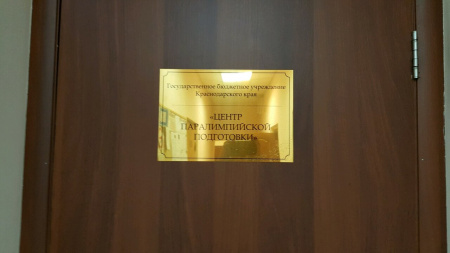 Государственное бюджетное учреждение
Краснодарского края
«ЦЕНТР
ПАРАЛИМПИЙСКОЙ
ПОДГОТОВКИ»